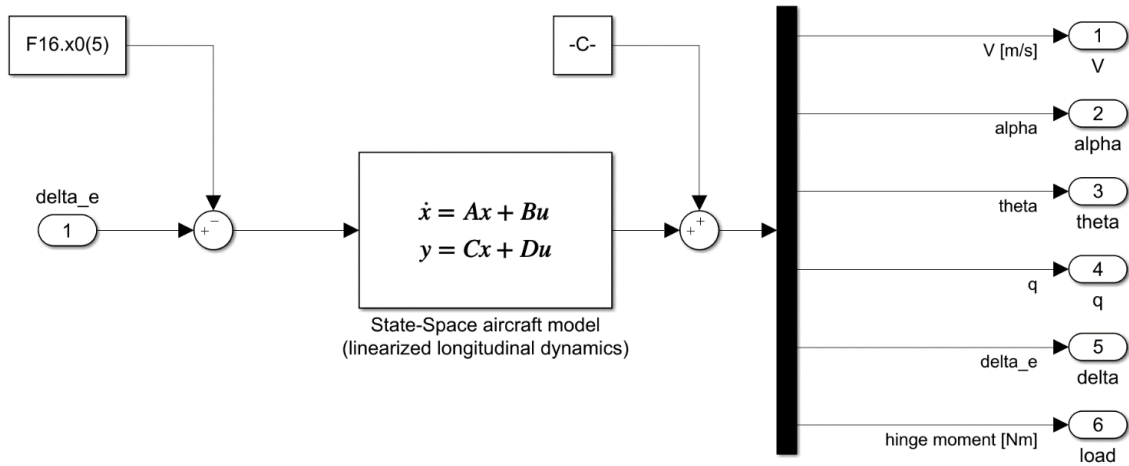 F16.x0(5)
-C-
delta_e
1
−
+
ẋ = Ax + Bu
y = Cx + Du
State-Space aircraft model
(linearized longitudinal dynamics)
+
+
V [m/s]
1
V
alpha
2
alpha
theta
3
theta
q
4
q
delta_e
5
delta
hinge moment [Nm]
6
load